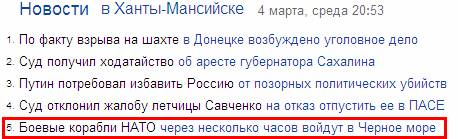 Новости в Ханты-Мансийске 4 марта, среда 20:53
1. По факту взрыва на шахте в Донецке возбуждено уголовное дело
2. Суд получил ходатайство об аресте губернатора Сахалина
3. Путин потребовал избавить Россию от позорных политических убийств
4. Суд отклонил жалобу летчицы Савченко на отказ отпустить ее в ПАСЕ
5. Боевые корабли НАТО через несколько часов войдут в Черное море